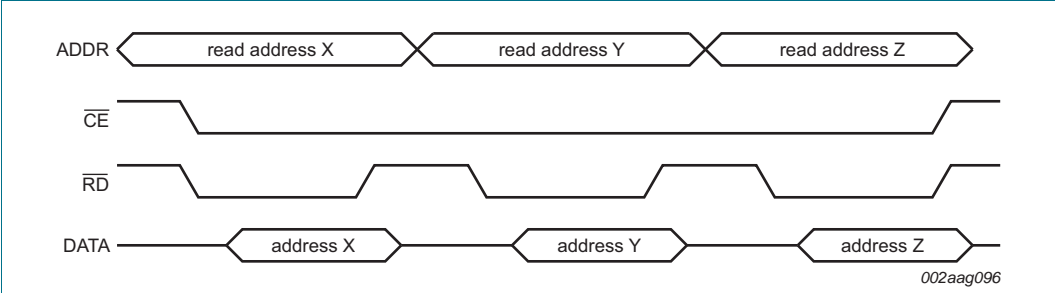 ADDR read address X read address Y read address Z
CE
RD
DATA address X address Y address Z
002aag096